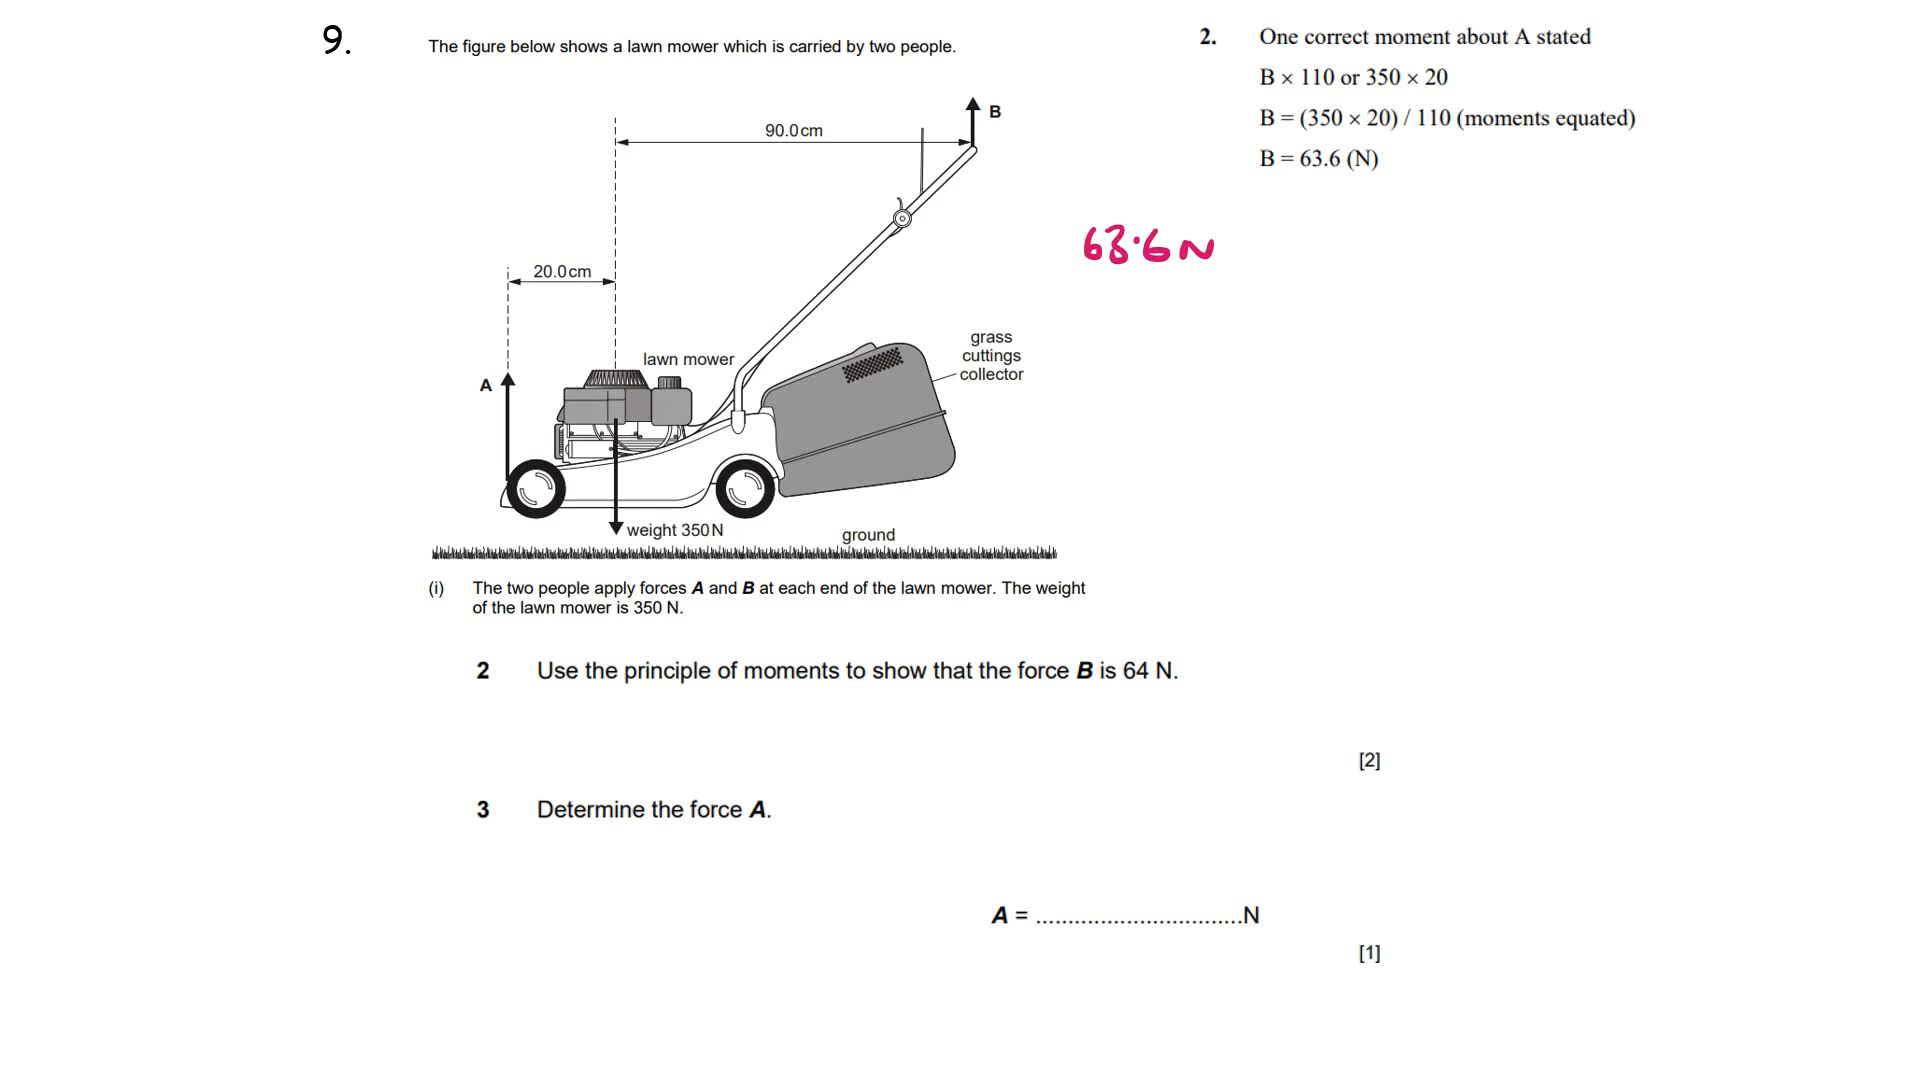 9.
The figure below shows a lawn mower which is carried by two people.
B
90.0cm
20.0cm
lawn mower
grass
cuttings
collector
A
weight 350N
ground
(i) The two people apply forces A and B at each end of the lawn mower. The weight
of the lawn mower is 350 N.
2 Use the principle of moments to show that the force B is 64 N.
[2]
3 Determine the force A.
A = ................................N
[1]
2. One correct moment about A stated
B × 110 or 350 × 20
B = (350 × 20) / 110 (moments equated)
B = 63.6 (N)
63.6N